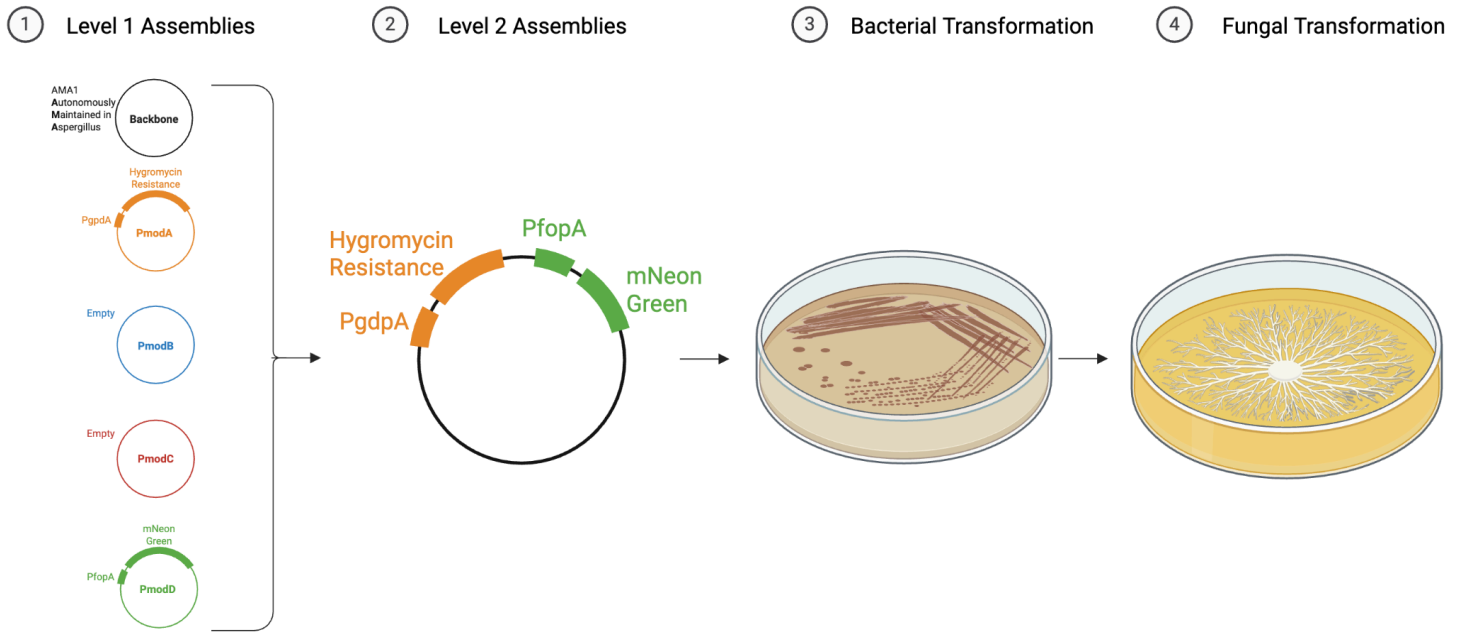 1 Level 1 Assemblies
2 Level 2 Assemblies
3 Bacterial Transformation
4 Fungal Transformation
AMA1
Autonomously
Maintained in
Aspergillus
Backbone
Hygromycin
Resistance
PgpdA
PmodA
Empty
PmodB
Empty
PmodC
mNeon
Green
PfopA
PmodD
PfopA
Hygromycin
Resistance
mNeon
Green
PgdpA